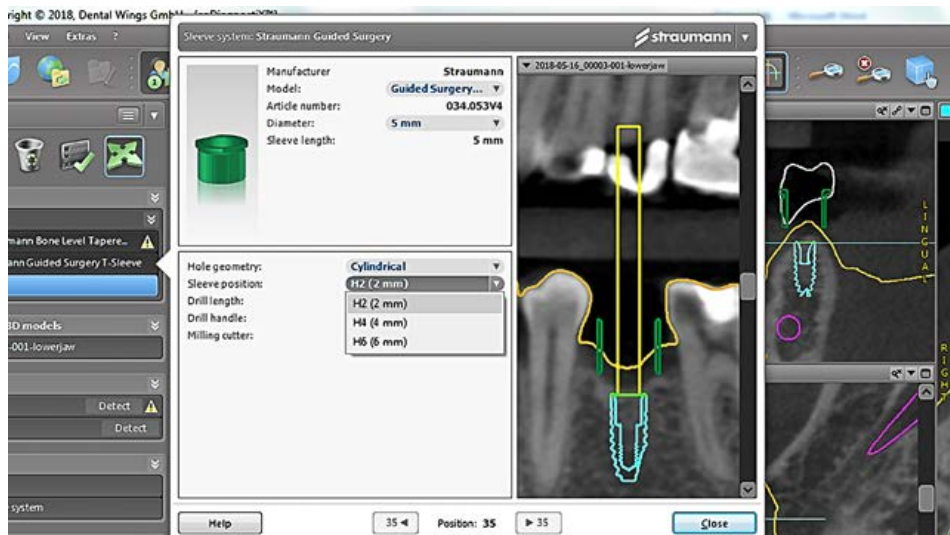 right © 2018, Dental Wings GmbH
View Extras ?
Sleeve system: Straumann Guided Surgery
straumann
Manufacturer Straumann
Model: Guided Surgery...
Article number: 034.053V4
Diameter: 5 mm
Sleeve length: 5 mm
2018-05-16_00003-001-lowerjaw
mann Bone Level Tapere..
ann Guided Surgery T-Sleeve
Hole geometry: Cylindrical
Sleeve position: H2 (2 mm)
Drill length:
Drill handle:
Milling cutter:
H2 (2 mm)
H4 (4 mm)
H6 (6 mm)
3D models
-001-lowerjaw
Detect
Detect
system
LINGUAL
RIGHT
Help
35
Position: 35
35
Close